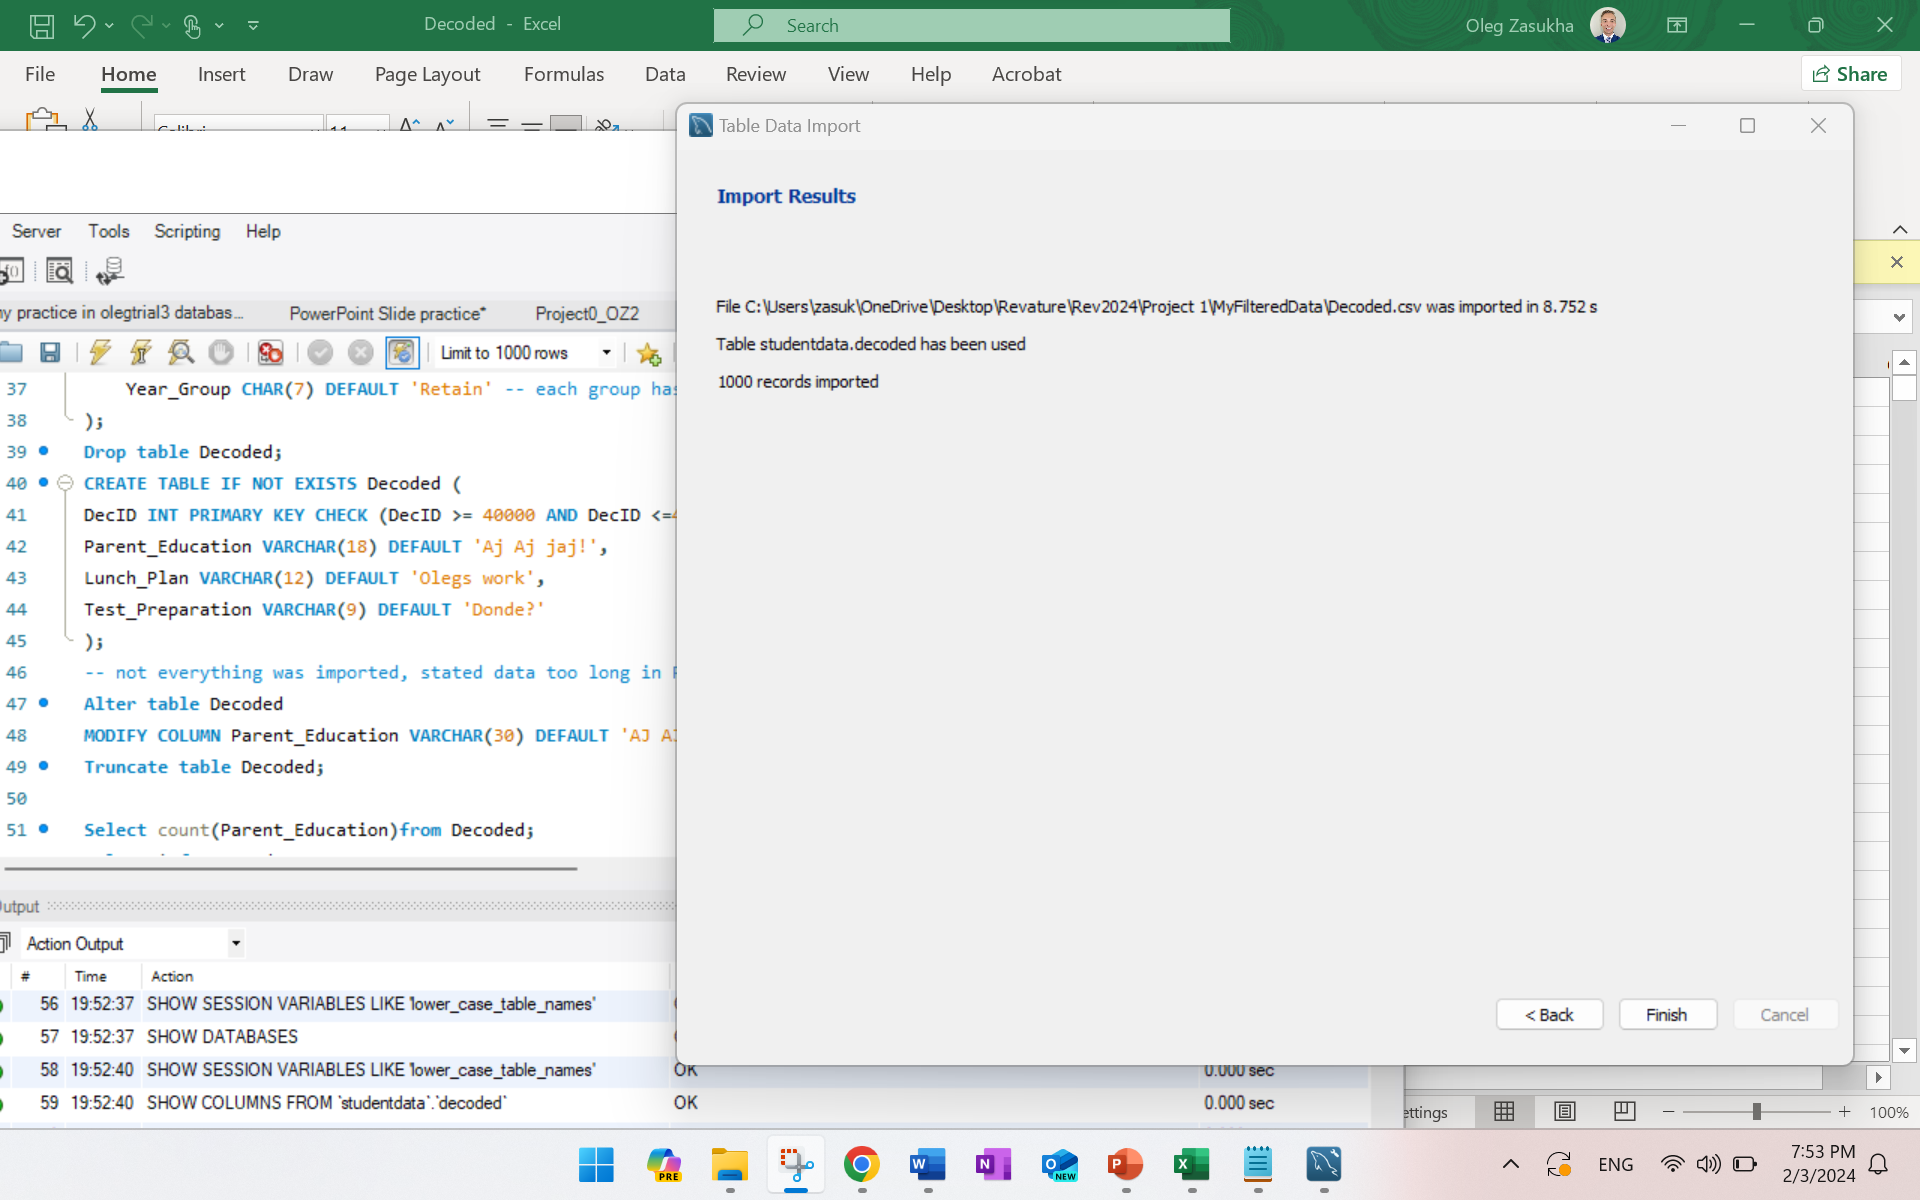 Decoded - Excel
Search
Oleg Zasukha
File Home Insert Draw Page Layout Formulas Data Review View Help Acrobat
Share
Calibri 11
Table Data Import
Import Results
File C:\Users\zasuk\OneDrive\Desktop\Revature\Rev2024\Project 1\MyFilteredData\Decoded.csv was imported in 8.752 s
Table studentdata.decoded has been used
1000 records imported
< Back Finish Cancel
Server Tools Scripting Help
my practice in olegtrial3 databas... PowerPoint Slide practice* Project0_OZ2
Limit to 1000 rows
37 Year_Group CHAR(7) DEFAULT 'Retain' -- each group has
38 );
39 Drop table Decoded;
40 CREATE TABLE IF NOT EXISTS Decoded (
41 DecID INT PRIMARY KEY CHECK (DecID >= 40000 AND DecID <=4
42 Parent_Education VARCHAR(18) DEFAULT 'Aj Aj jaj!',
43 Lunch_Plan VARCHAR(12) DEFAULT 'Olegs work',
44 Test_Preparation VARCHAR(9) DEFAULT 'Donde?'
45 );
46 -- not everything was imported, stated data too long in
47 Alter table Decoded
48 MODIFY COLUMN Parent_Education VARCHAR(30) DEFAULT 'AJ AJ
49 Truncate table Decoded;
50
51 Select count(Parent_Education)from Decoded;
Output
Action Output
# Time Action
56 19:52:37 SHOW SESSION VARIABLES LIKE 'lower_case_table_names'
57 19:52:37 SHOW DATABASES
58 19:52:40 SHOW SESSION VARIABLES LIKE 'lower_case_table_names' OK 0.000 sec
59 19:52:40 SHOW COLUMNS FROM `studentdata`.`decoded` OK 0.000 sec
ettings
100%
PRE
W
N
O
NEW
P
X
ENG
7:53 PM
2/3/2024